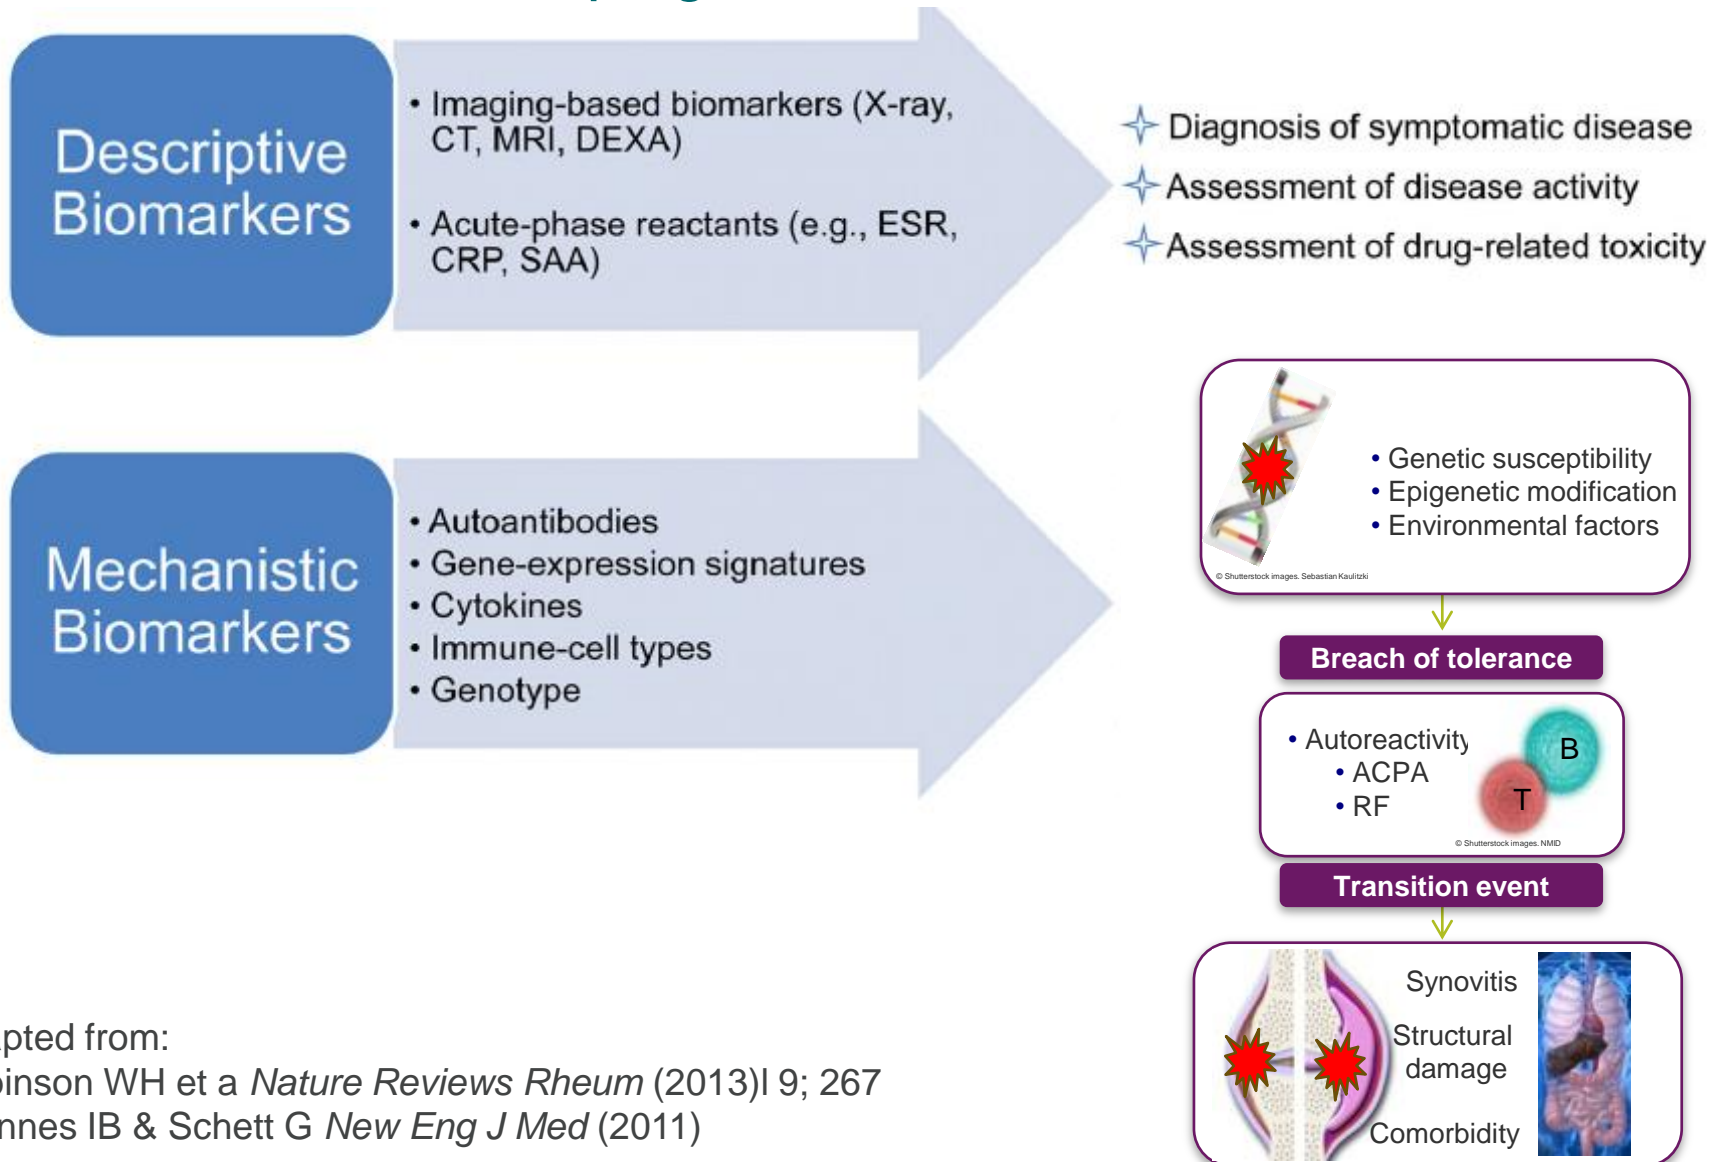 Descriptive
Biomarkers
• Imaging-based biomarkers (X-ray,
CT, MRI, DEXA)
• Acute-phase reactants (e.g., ESR,
CRP, SAA)
Diagnosis of symptomatic disease
Assessment of disease activity
Assessment of drug-related toxicity
Mechanistic
Biomarkers
• Autoantibodies
• Gene-expression signatures
• Cytokines
• Immune-cell types
• Genotype
• Genetic susceptibility
• Epigenetic modification
• Environmental factors
© Shutterstock images. Sebastian Kaulitzki
Breach of tolerance
• Autoreactivity
• ACPA
• RF
B
T
© Shutterstock images. NMID
Transition event
Synovitis
Structural
damage
Comorbidity
pted from:
inson WH et a Nature Reviews Rheum (2013)l 9; 267
nnes IB & Schett G New Eng J Med (2011)